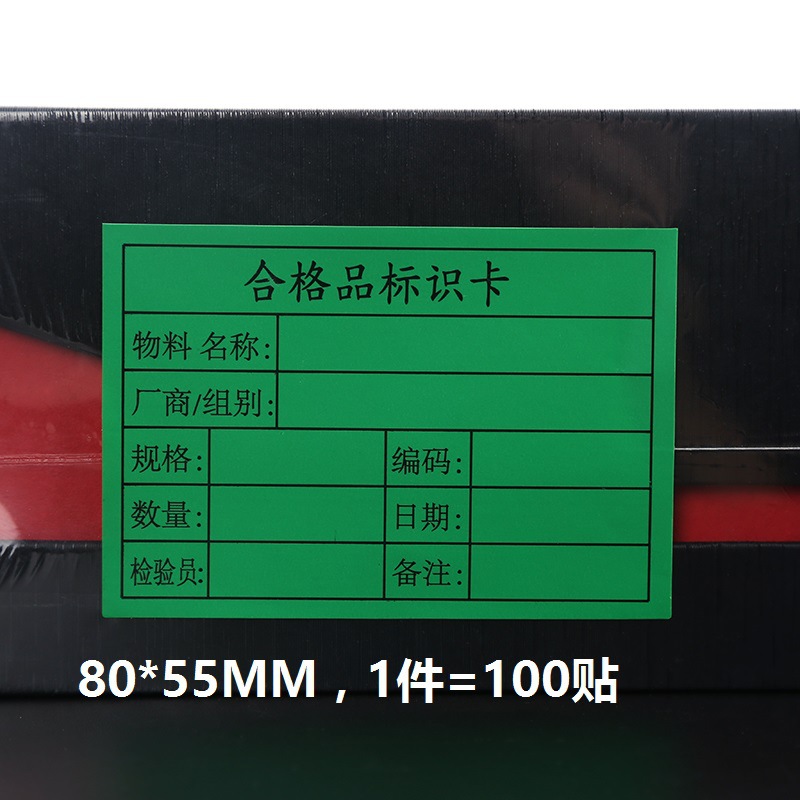 合格品标识卡
物料 名称:
厂商/组别:
规格: 编码:
数量: 日期:
检验员: 备注:
80*55MM，1件=100贴